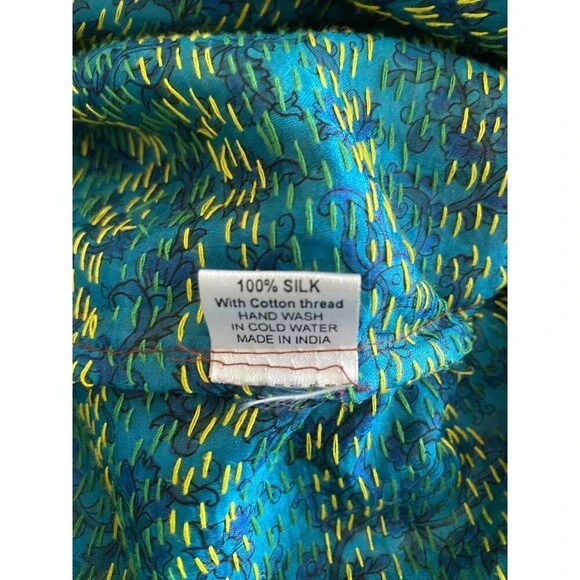 100% SILK
With Cotton thread
HAND WASH
IN COLD WATER
MADE IN INDIA